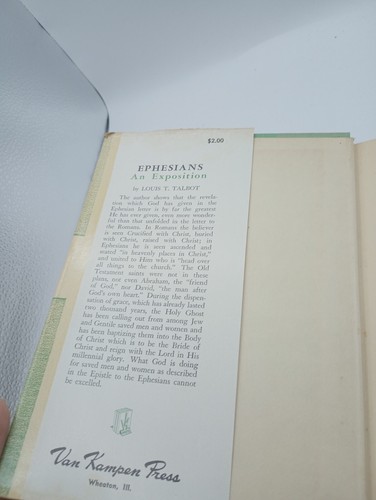 $2.00
EPHESIANS
An Exposition
by LOUIS T. TALBOT
The author shows that the revela-
tion which God has given in the
Ephesian letter is by far the greatest
He has ever given, even more wonder-
ful than that unfolded in the letter to
the Romans. In Romans the believer
is seen Crucified with Christ, buried
with Christ, raised with Christ; in
Ephesians he is seen ascended and
seated "in heavenly places in Christ,"
and united to Him who is "head over
all things to the church." The Old
Testament saints were not in these
plans, not even Abraham, the "friend
of God," nor David, "the man after
God's own heart." During the dispen-
sation of grace, which has already lasted
two thousand years, the Holy Ghost
has been calling out from among Jew
and Gentile saved men and women and
has been baptizing them into the Body
of Christ which is to be the Bride of
Christ and reign with the Lord in His
millennial glory. What God is doing
for saved men and women as described
in the Epistle to the Ephesians cannot
be excelled.
Van Kampen Press
Wheaton, Ill.